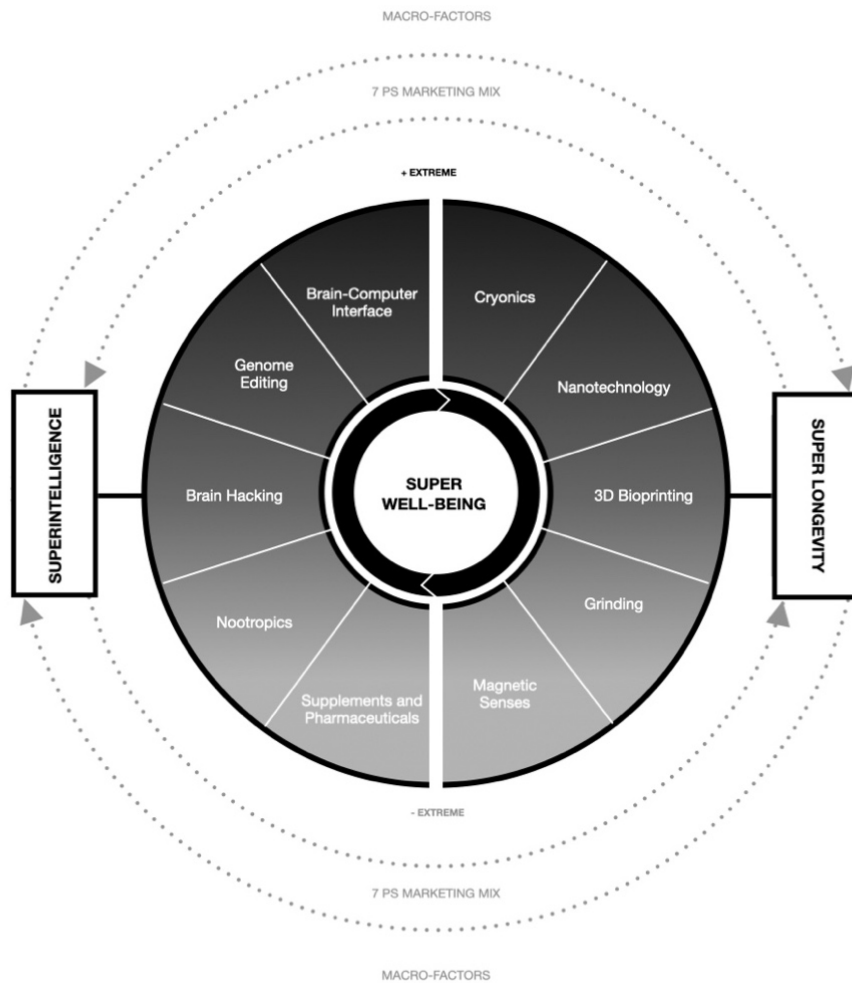 MACRO-FACTORS
7 PS MARKETING MIX
+ EXTREME
Brain-Computer
Interface
Cryonics
Genome
Editing
Nanotechnology
SUPERINTELLIGENCE
Brain Hacking
SUPER
WELL-BEING
3D Bioprinting
SUPER LONGEVITY
Nootropics
Grinding
Supplements and
Pharmaceuticals
Magnetic
Senses
- EXTREME
7 PS MARKETING MIX
MACRO-FACTORS